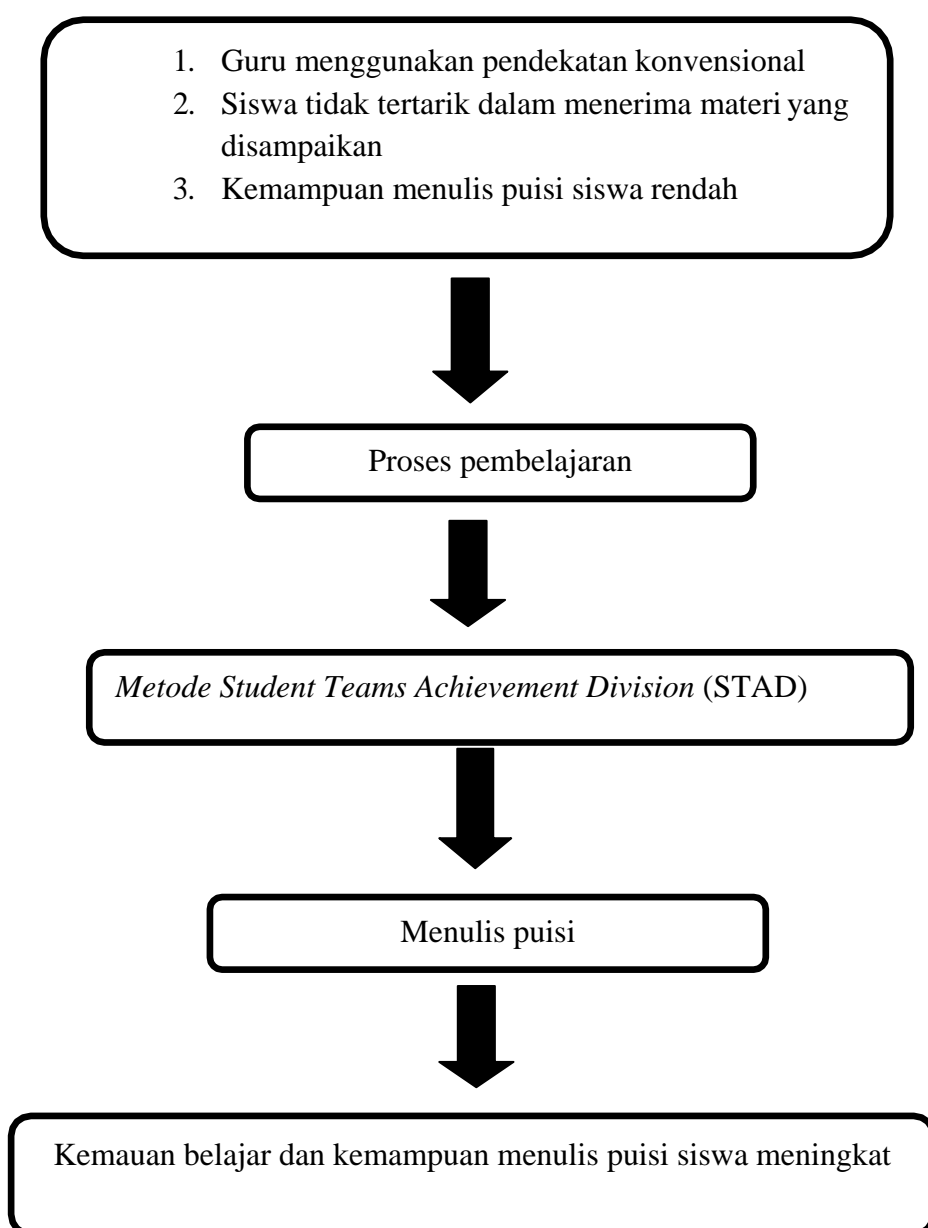 1. Guru menggunakan pendekatan konvensional
2. Siswa tidak tertarik dalam menerima materi yang
disampaikan
3. Kemampuan menulis puisi siswa rendah
Proses pembelajaran
Metode Student Teams Achievement Division (STAD)
Menulis puisi
Kemauan belajar dan kemampuan menulis puisi siswa meningkat